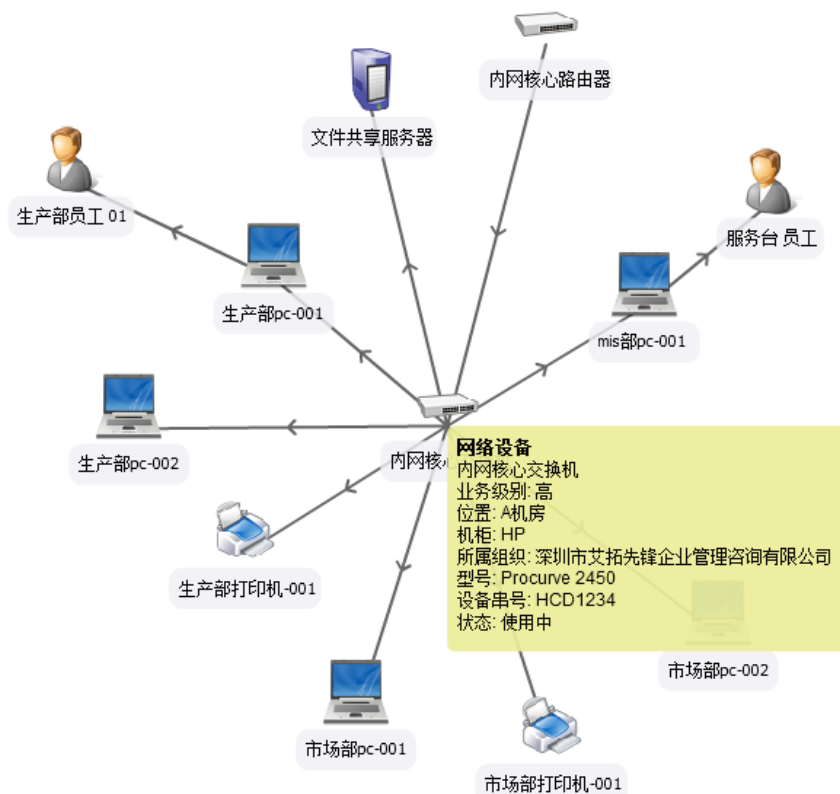 内网核心路由器
文件共享服务器
生产部员工 01
服务台 员工
生产部pc-001
mis部pc-001
生产部pc-002
内网核心
网络设备
内网核心交换机
业务级别: 高
位置: A机房
机柜: HP
所属组织: 深圳市艾拓先锋企业管理咨询有限公司
型号: Procurve 2450
设备串号: HCD1234
状态: 使用中
生产部打印机-001
市场部pc-002
市场部pc-001
市场部打印机-001